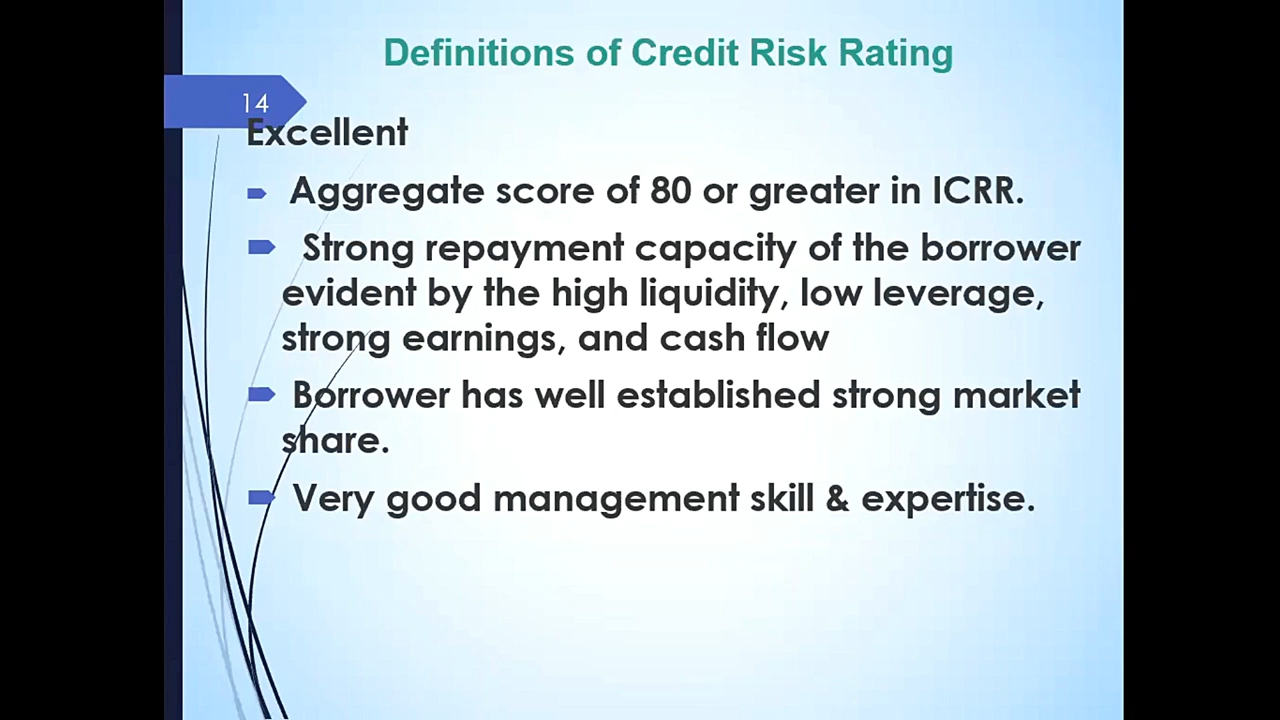 Definitions of Credit Risk Rating
14
Excellent
Aggregate score of 80 or greater in ICRR.
Strong repayment capacity of the borrower
evident by the high liquidity, low leverage,
strong earnings, and cash flow
Borrower has well established strong market
share.
Very good management skill & expertise.